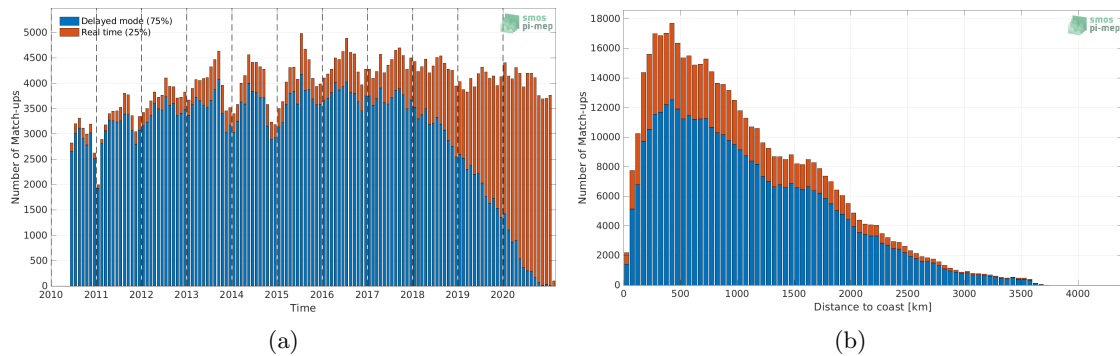 Delayed mode (75%)
Real time (25%)
smos
pi-mep
Number of Match-ups
5000
4500
4000
3500
3000
2500
2000
1500
1000
500
0
2010 2011 2012 2013 2014 2015 2016 2017 2018 2019 2020
Time
(a)
smos
pi-mep
Number of Match-ups
18000
16000
14000
12000
10000
8000
6000
4000
2000
0
0 500 1000 1500 2000 2500 3000 3500 4000
Distance to coast [km]
(b)